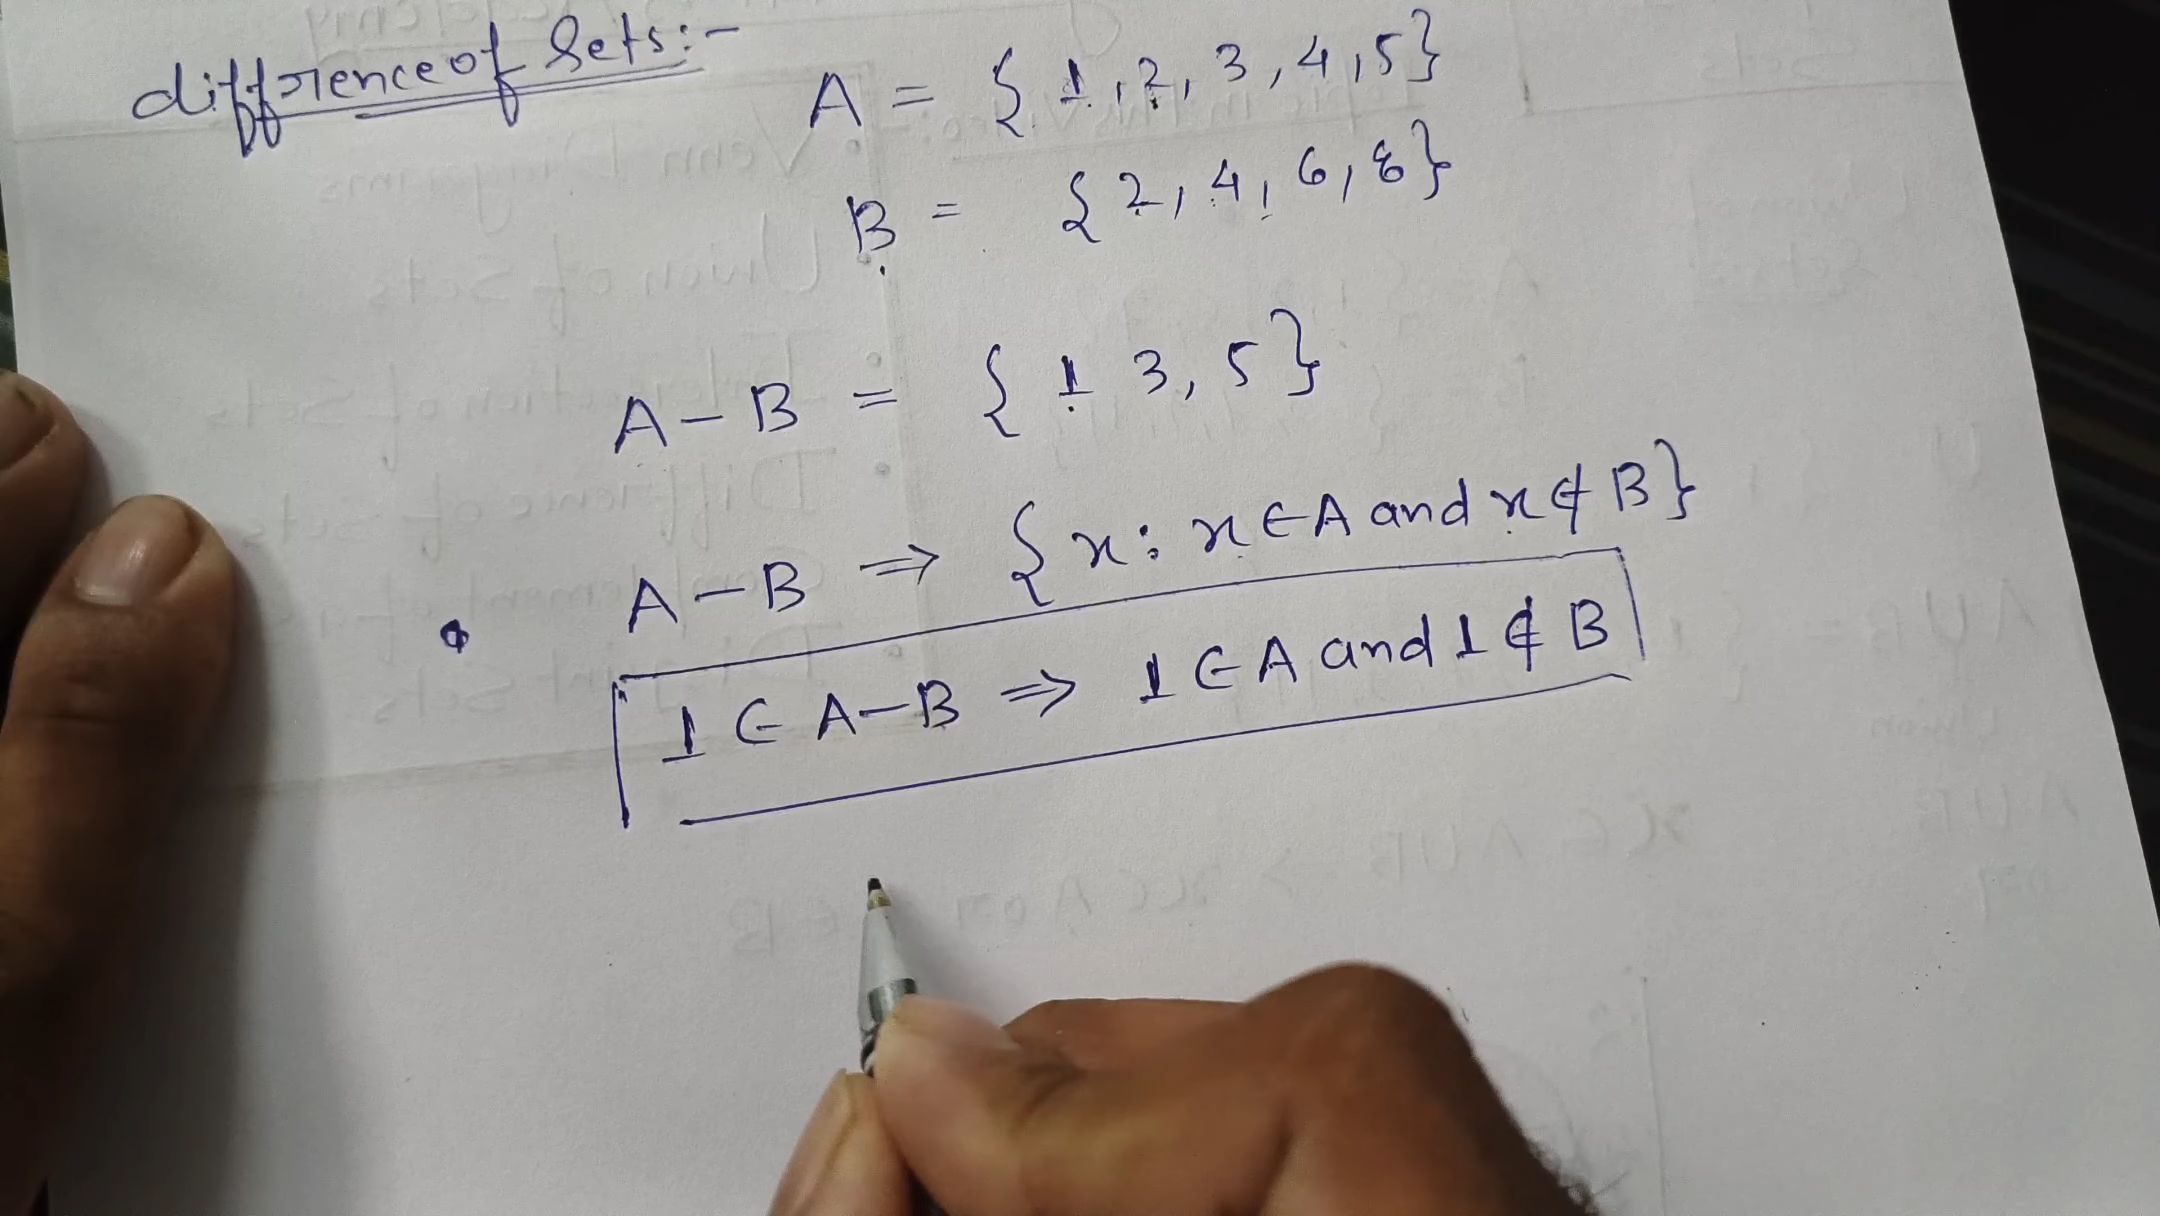 difference of Sets:-
A = {1, 2, 3, 4, 5}
B = {2, 4, 6, 8}
A - B = {1 3, 5}
A - B ⇒ {x: x ∈ A and x ∉ B}
1 ∈ A - B ⇒ 1 ∈ A and 1 ∉ B